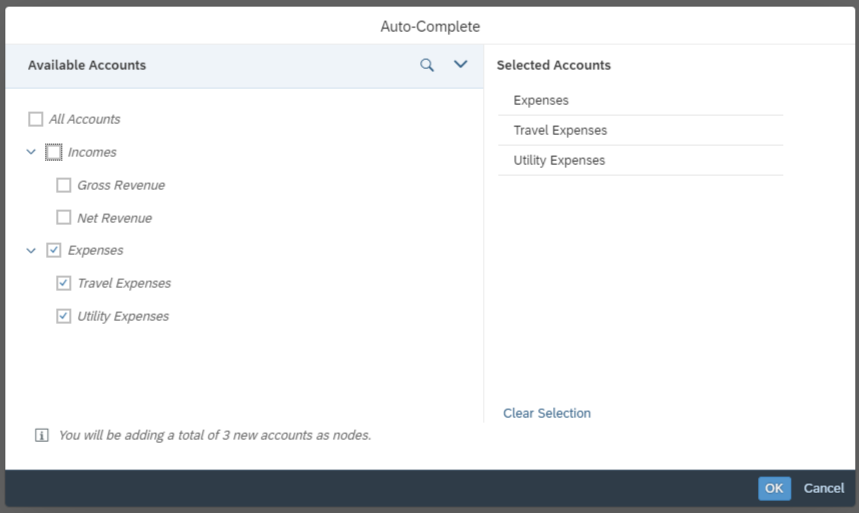 Auto-Complete
Available Accounts
All Accounts
Incomes
Gross Revenue
Net Revenue
Expenses
Travel Expenses
Utility Expenses
You will be adding a total of 3 new accounts as nodes.
Selected Accounts
Expenses
Travel Expenses
Utility Expenses
Clear Selection
OK
Cancel